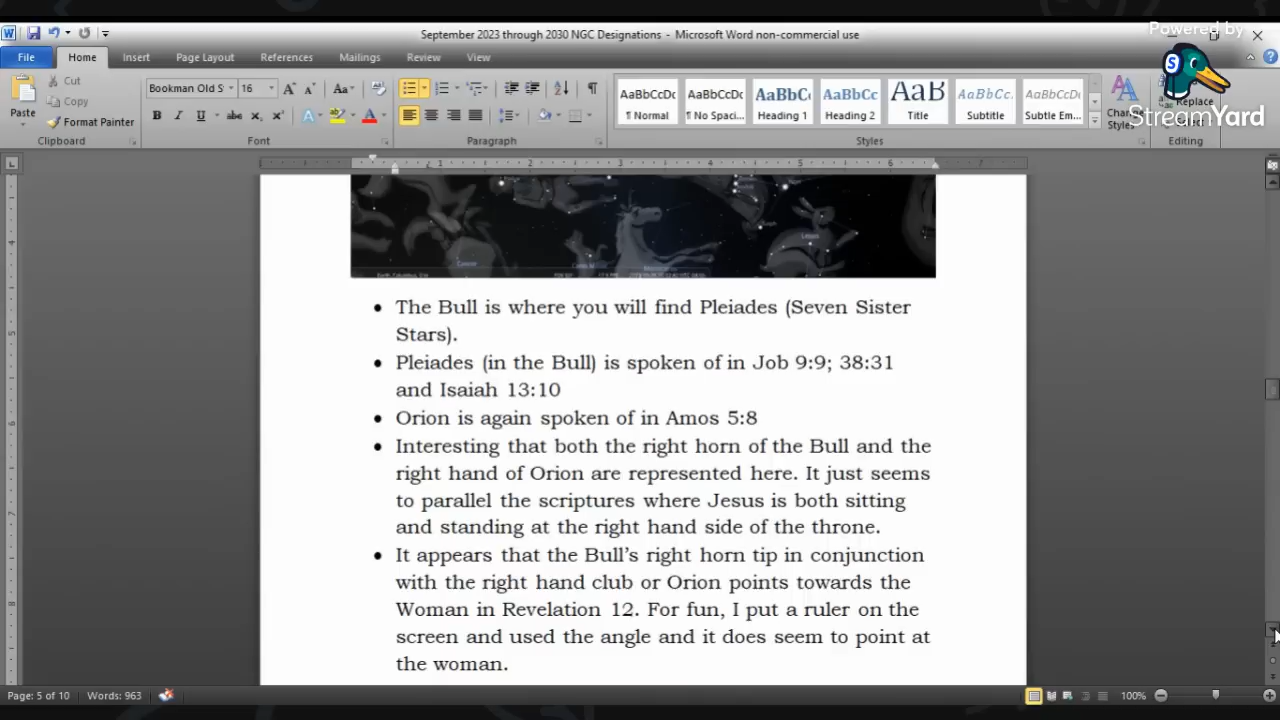 September 2023 through 2030 NGC Designations - Microsoft Word non-commercial use
Powered by
File Home Insert Page Layout References Mailings Review View
Paste
Cut
Copy
Format Painter
Clipboard
Bookman Old S 16
Font
Paragraph
AaBbCcDc AaBbCcDc AaBbC AaBbCc AaB AaBbCc. AaBbCcDc
¶ Normal ¶ No Spaci... Heading 1 Heading 2 Title Subtitle Subtle Em...
Styles
Styles
Replace
Editing
StreamYard
Lepus
• The Bull is where you will find Pleiades (Seven Sister
Stars).
• Pleiades (in the Bull) is spoken of in Job 9:9; 38:31
and Isaiah 13:10
• Orion is again spoken of in Amos 5:8
• Interesting that both the right horn of the Bull and the
right hand of Orion are represented here. It just seems
to parallel the scriptures where Jesus is both sitting
and standing at the right hand side of the throne.
• It appears that the Bull’s right horn tip in conjunction
with the right hand club or Orion points towards the
Woman in Revelation 12. For fun, I put a ruler on the
screen and used the angle and it does seem to point at
the woman.
Page: 5 of 10 Words: 963 100%